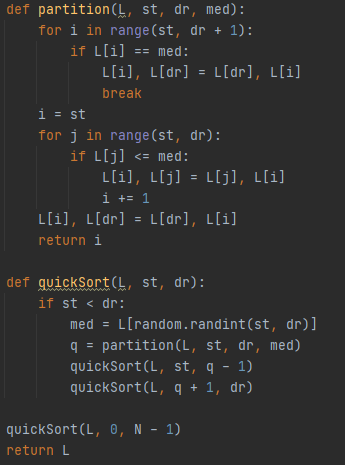 def partition(L, st, dr, med):
    for i in range(st, dr + 1):
        if L[i] == med:
            L[i], L[dr] = L[dr], L[i]
            break
    i = st
    for j in range(st, dr):
        if L[j] <= med:
            L[i], L[j] = L[j], L[i]
            i += 1
    L[i], L[dr] = L[dr], L[i]
    return i

def quickSort(L, st, dr):
    if st < dr:
        med = L[random.randint(st, dr)]
        q = partition(L, st, dr, med)
        quickSort(L, st, q - 1)
        quickSort(L, q + 1, dr)

quickSort(L, 0, N - 1)
return L